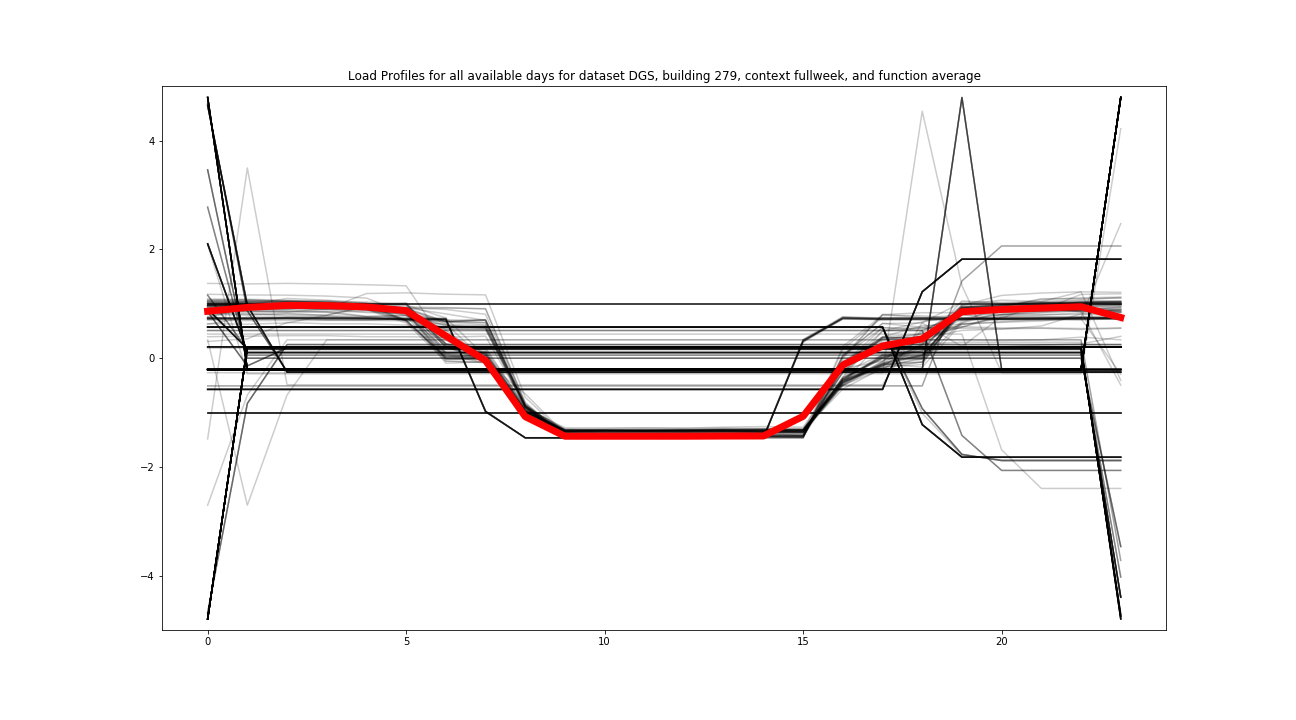 Load Profiles for all available days for dataset DGS, building 279, context fullweek, and function average
4
2
0
−2
−4
0 5 10 15 20